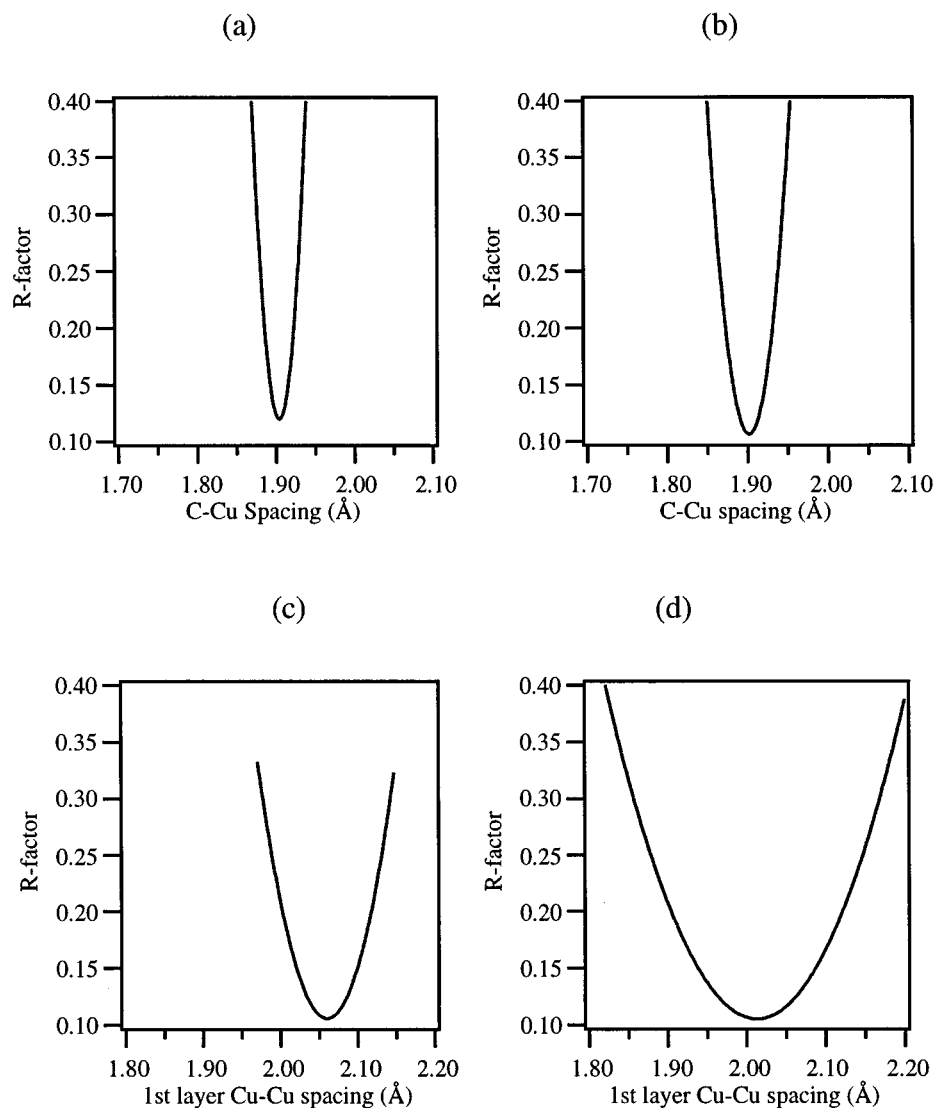 (a)
0.40
0.35
0.30
0.25
0.20
0.15
0.10
R-factor
1.70 1.80 1.90 2.00 2.10
C-Cu Spacing (Å)
(b)
0.40
0.35
0.30
0.25
0.20
0.15
0.10
R-factor
1.70 1.80 1.90 2.00 2.10
C-Cu spacing (Å)
(c)
0.40
0.35
0.30
0.25
0.20
0.15
0.10
R-factor
1.80 1.90 2.00 2.10 2.20
1st layer Cu-Cu spacing (Å)
(d)
0.40
0.35
0.30
0.25
0.20
0.15
0.10
R-factor
1.80 1.90 2.00 2.10 2.20
1st layer Cu-Cu spacing (Å)